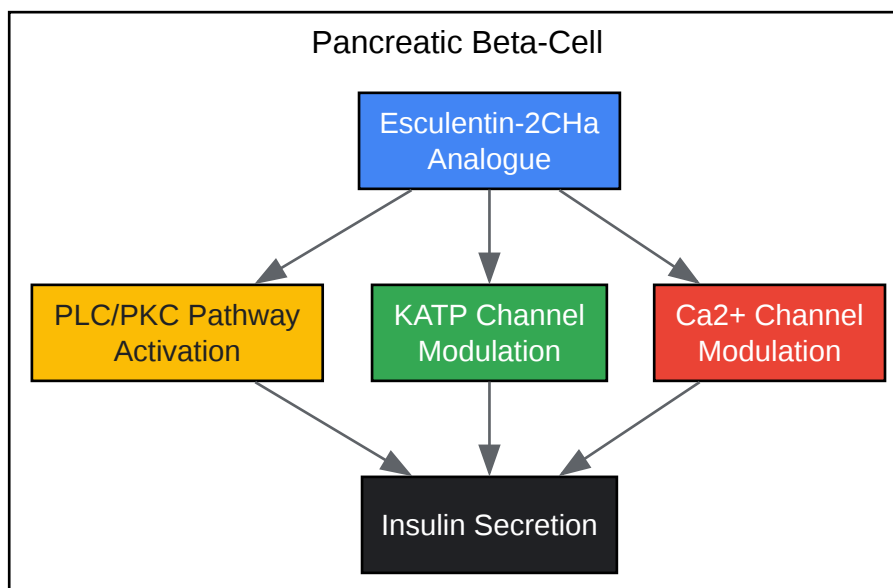 Pancreatic Beta-Cell
Esculentin-2CHa
Analogue
PLC/PKC Pathway
Activation
KATP Channel
Modulation
Ca2+ Channel
Modulation
Insulin Secretion